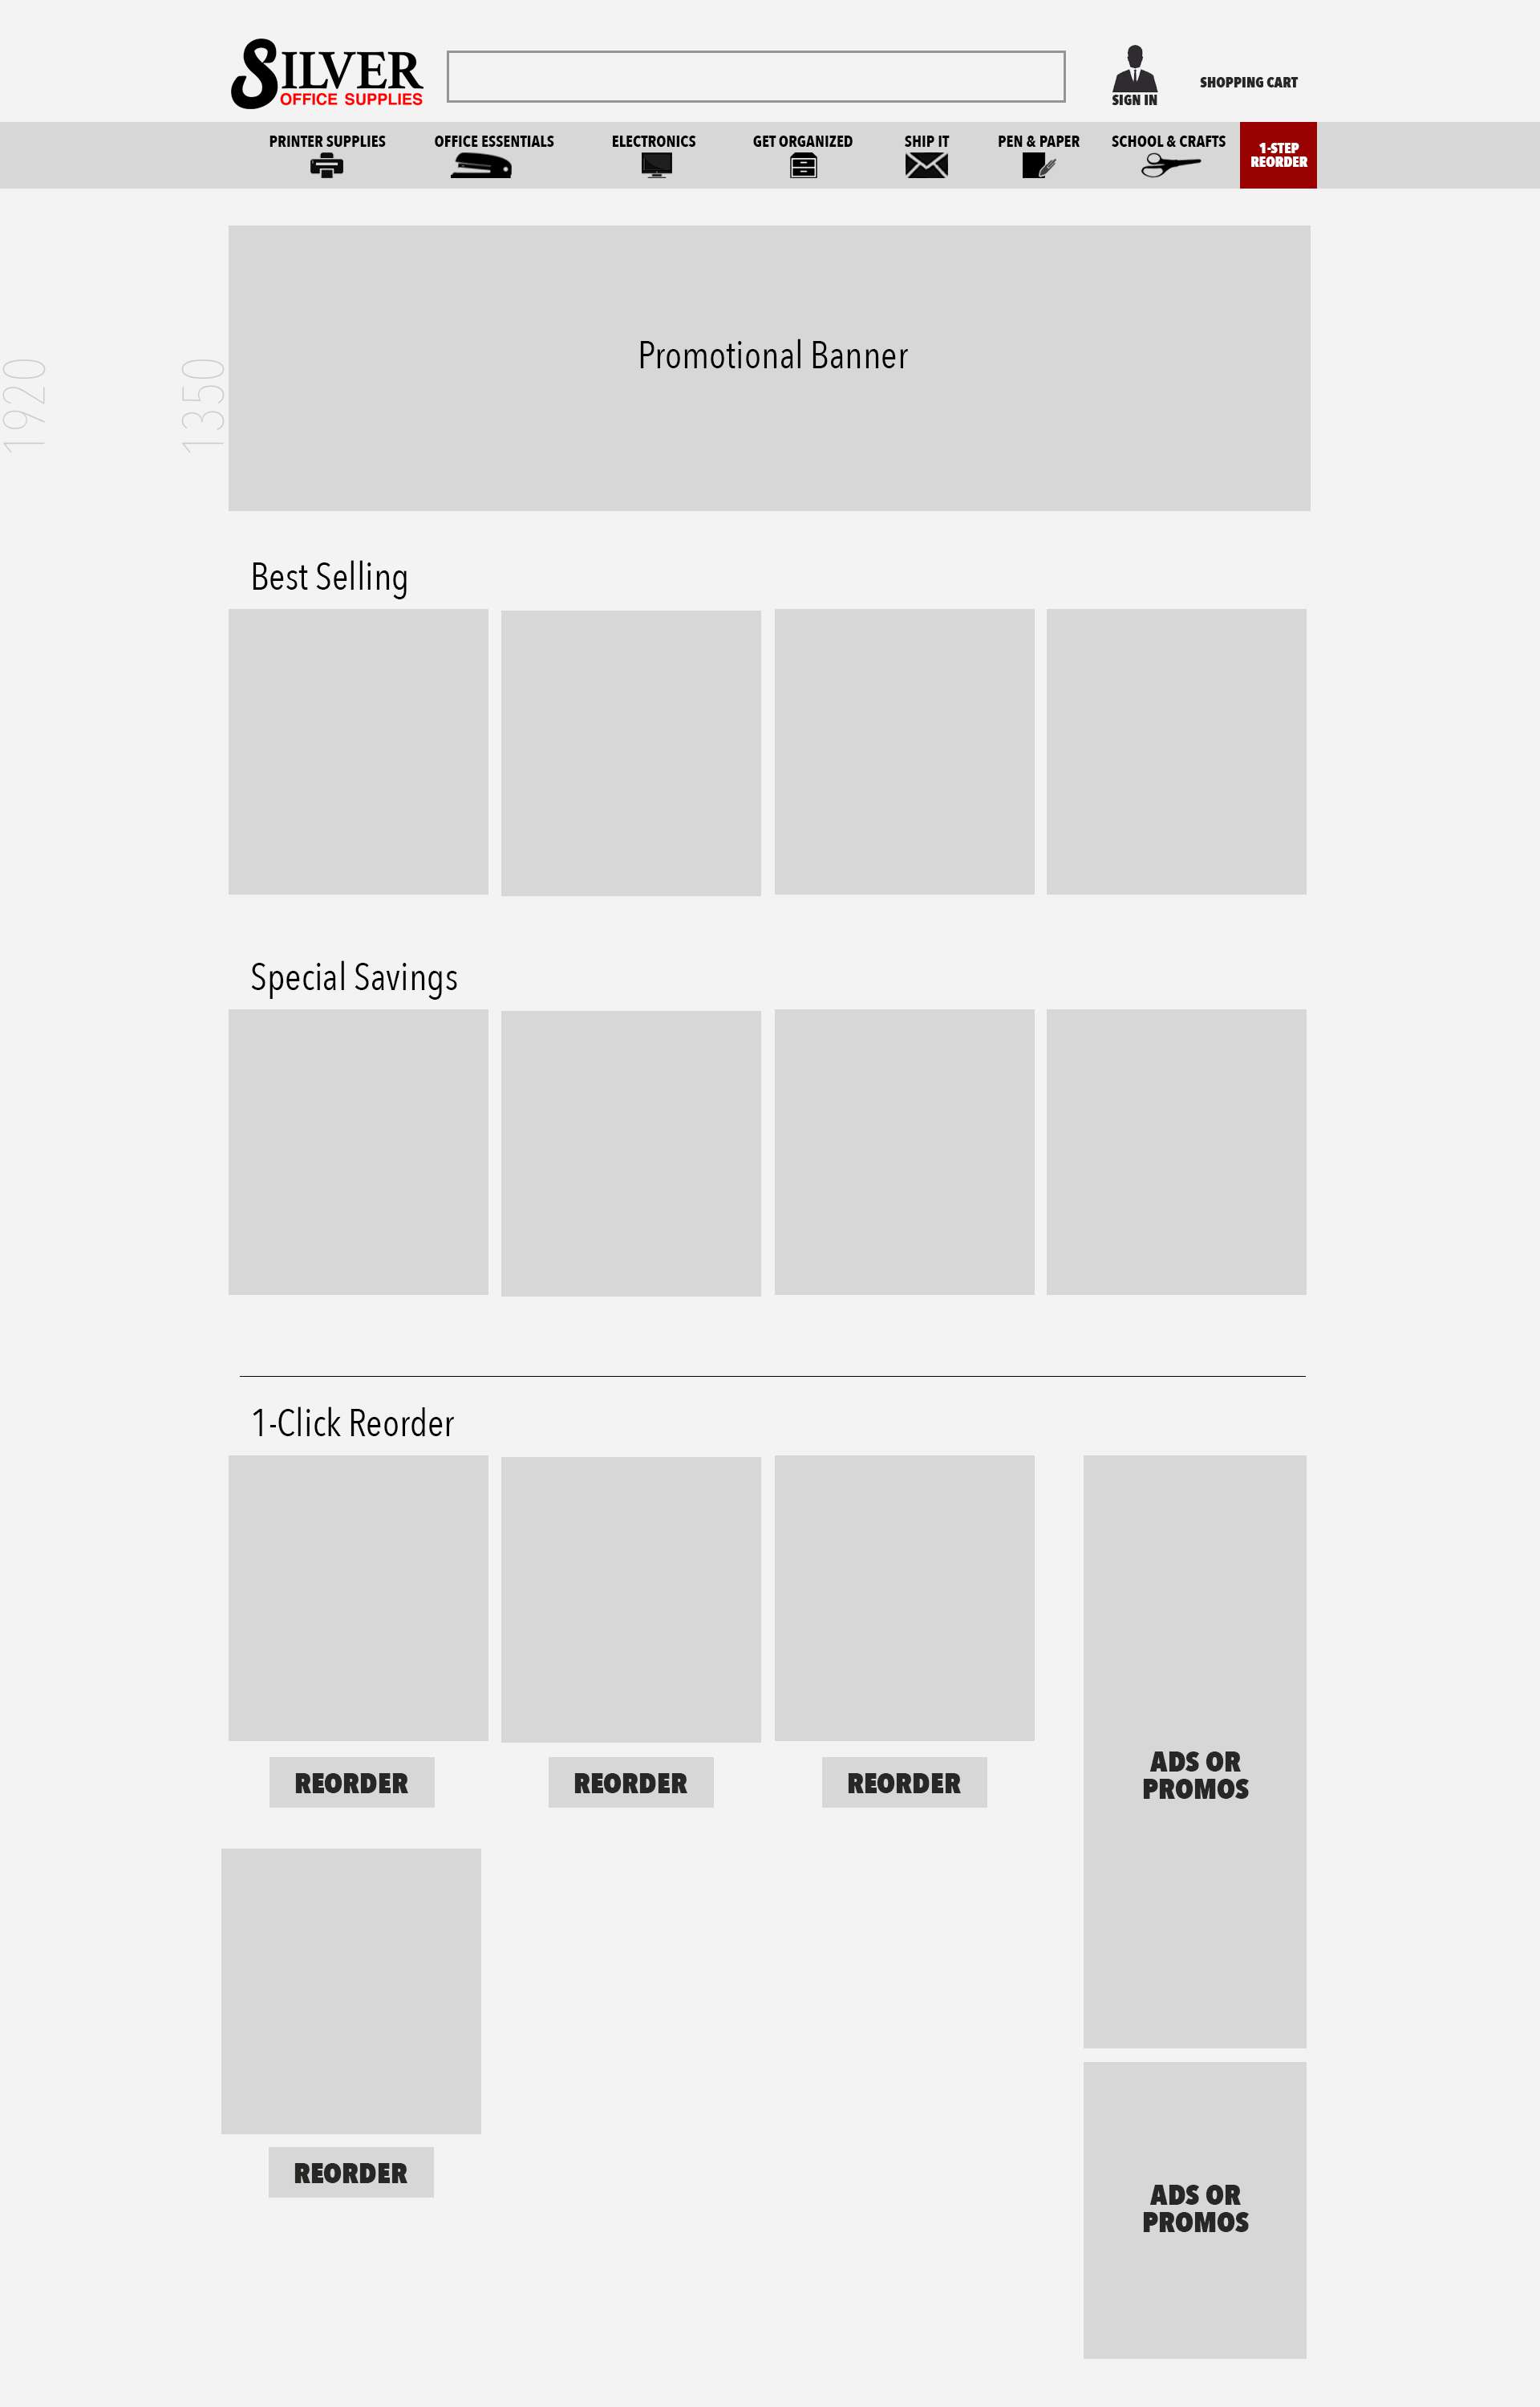 SILVER
OFFICE SUPPLIES
SIGN IN
SHOPPING CART
PRINTER SUPPLIES
OFFICE ESSENTIALS
ELECTRONICS
GET ORGANIZED
SHIP IT
PEN & PAPER
SCHOOL & CRAFTS
1-STEP
REORDER
1920
1350
Promotional Banner
Best Selling
Special Savings
1-Click Reorder
REORDER
REORDER
REORDER
ADS OR
PROMOS
REORDER
ADS OR
PROMOS